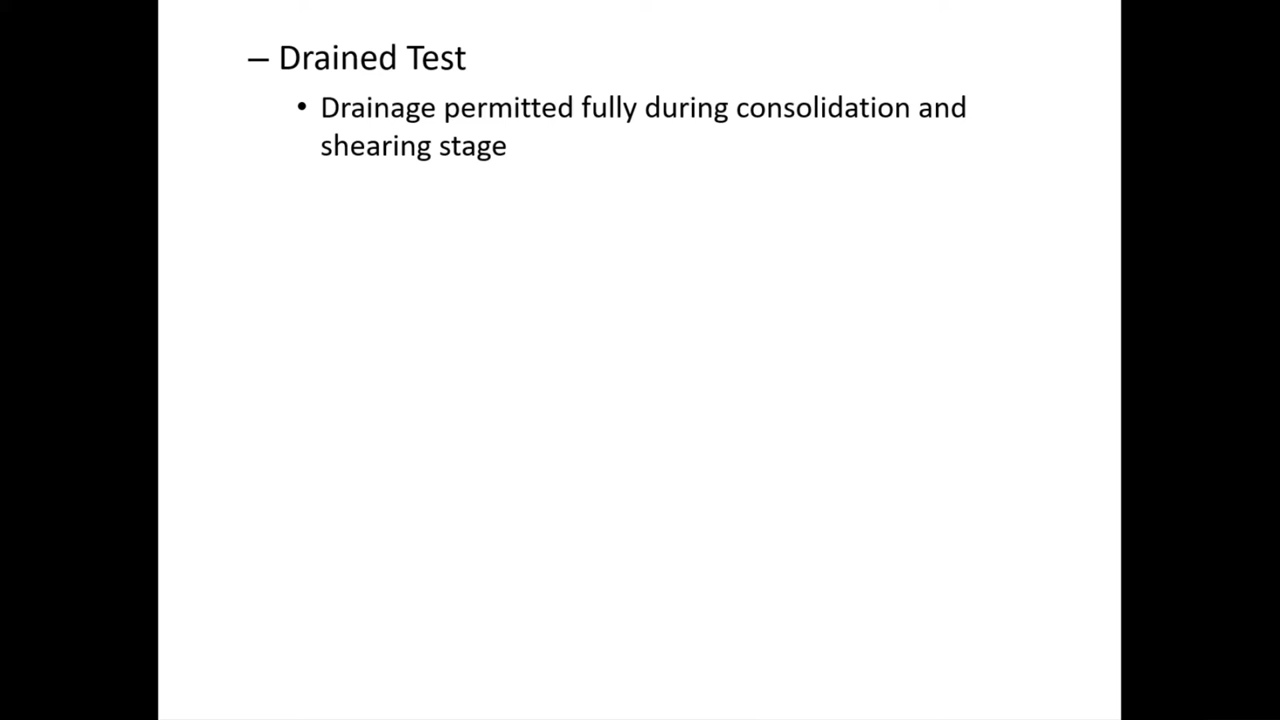 – Drained Test
• Drainage permitted fully during consolidation and
shearing stage